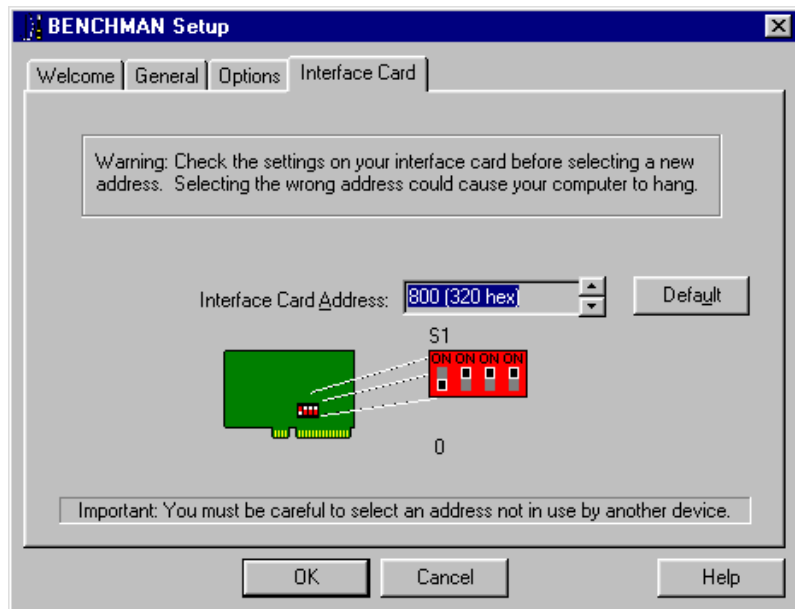 BENCHMAN Setup
Welcome General Options Interface Card
Warning: Check the settings on your interface card before selecting a new
address. Selecting the wrong address could cause your computer to hang.
Interface Card Address: 800 (320 hex) Default
S1
ON ON ON ON
0
Important: You must be careful to select an address not in use by another device.
OK Cancel Help